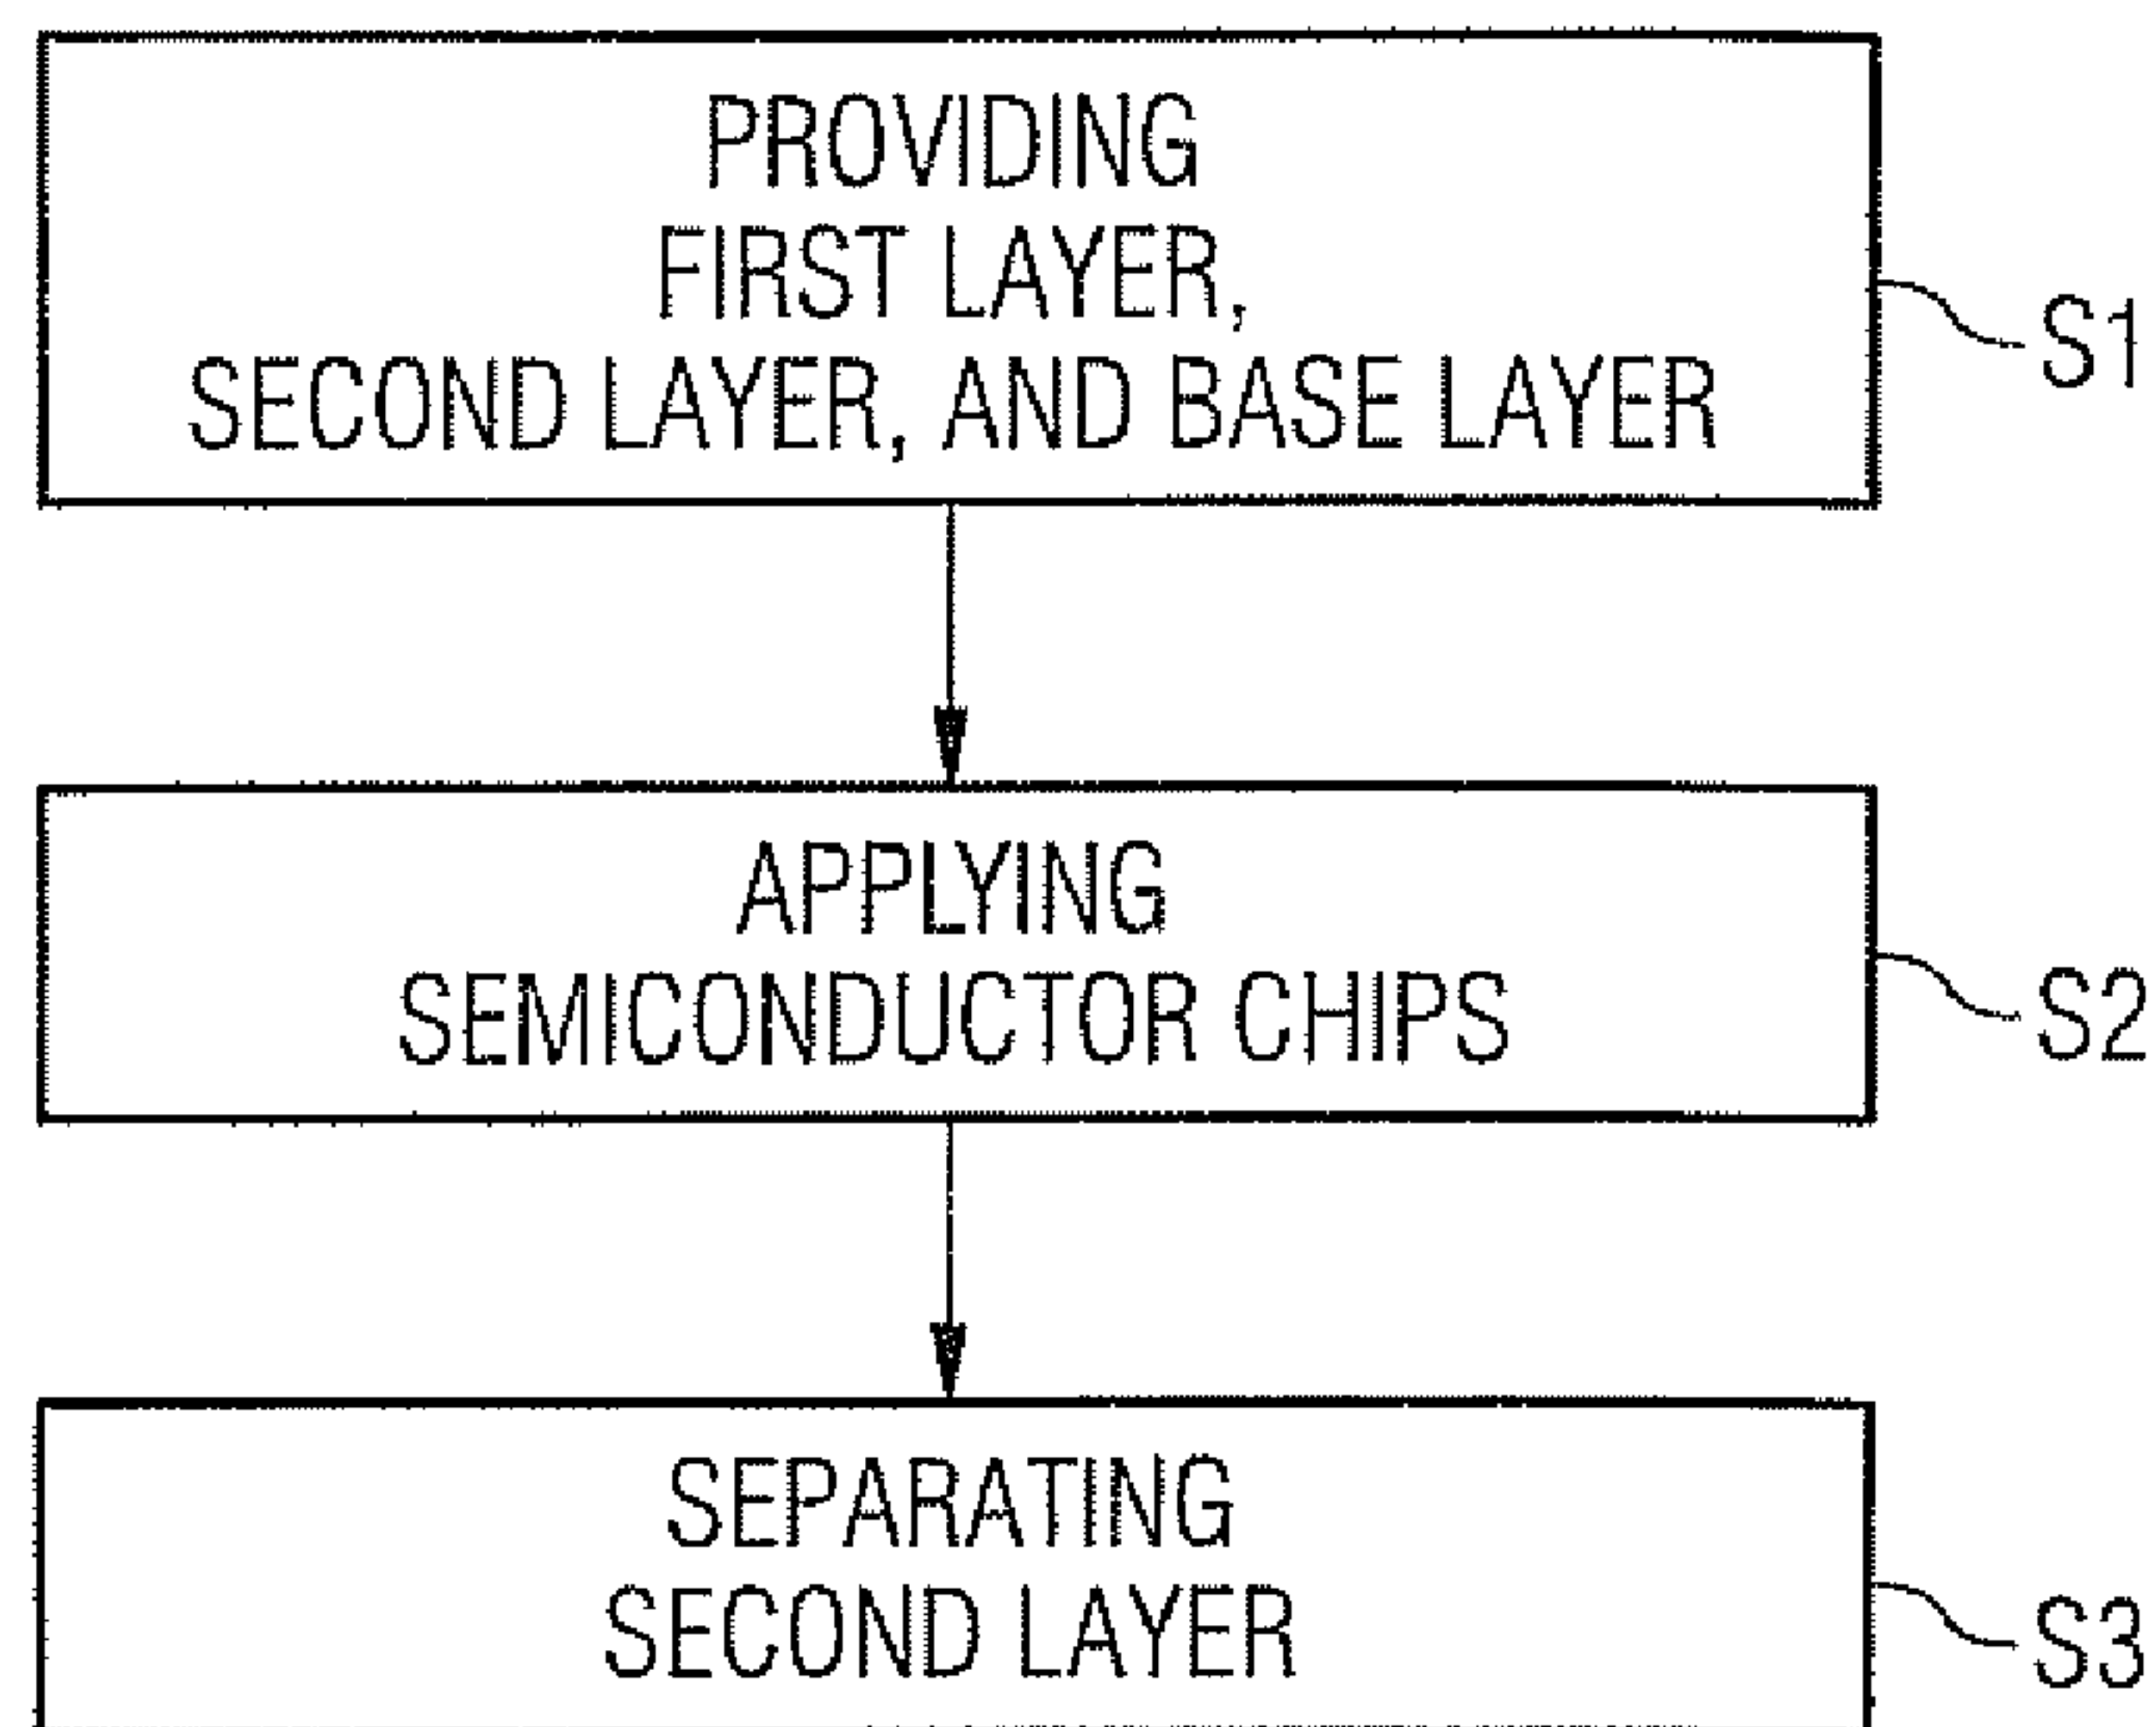 PROVIDING
FIRST LAYER,
SECOND LAYER, AND BASE LAYER
S1
APPLYING
SEMICONDUCTOR CHIPS
S2
SEPARATING
SECOND LAYER
S3